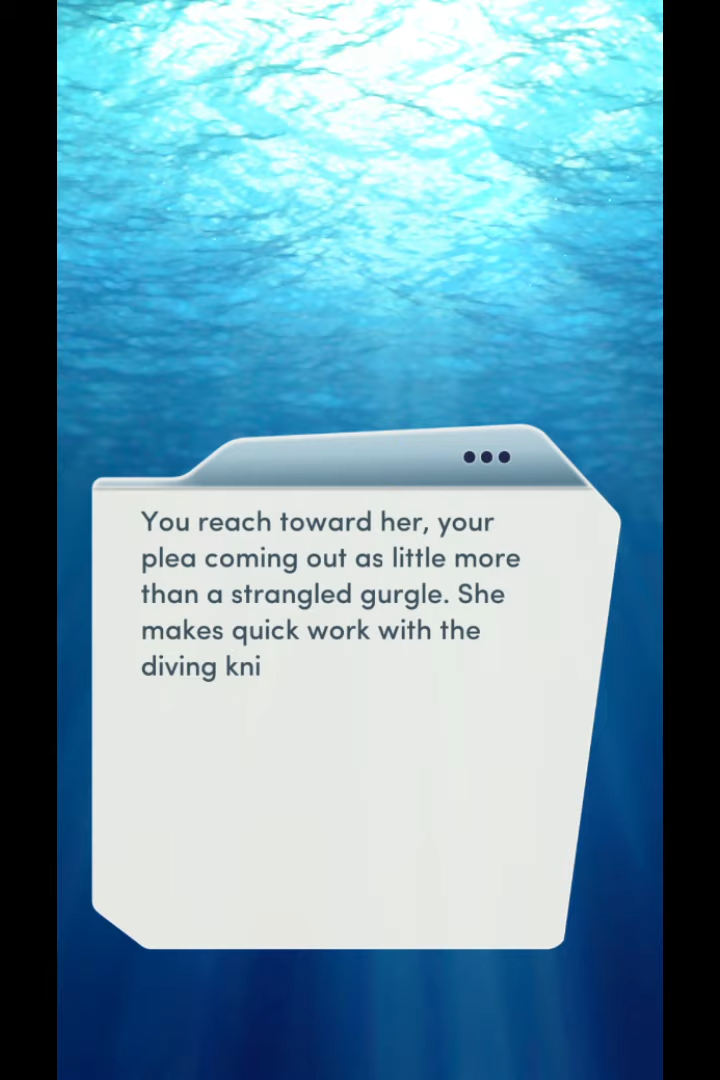 You reach toward her, your
plea coming out as little more
than a strangled gurgle. She
makes quick work with the
diving kni